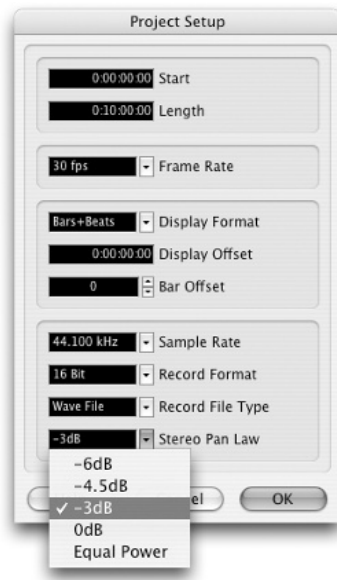 Project Setup
0:00:00:00 Start
0:10:00:00 Length
30 fps Frame Rate
Bars+Beats Display Format
0:00:00:00 Display Offset
0 Bar Offset
44.100 kHz Sample Rate
16 Bit Record Format
Wave File Record File Type
-3dB Stereo Pan Law
-6dB
-4.5dB
✓ -3dB
0dB
Equal Power
OK